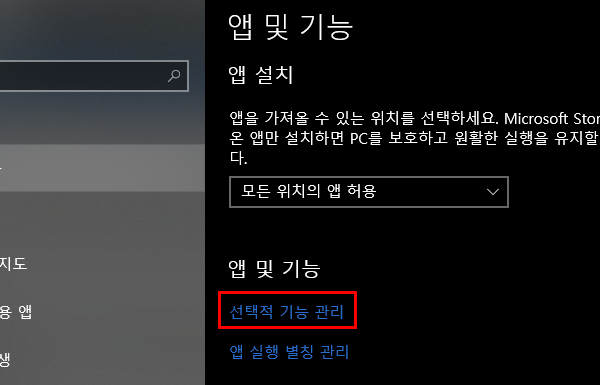 앱 및 기능
앱 설치
앱을 가져올 수 있는 위치를 선택하세요. Microsoft Stor
온 앱만 설치하면 PC를 보호하고 원활한 실행을 유지할
다.
모든 위치의 앱 허용
지도
앱 및 기능
용 앱
선택적 기능 관리
생
앱 실행 별칭 관리